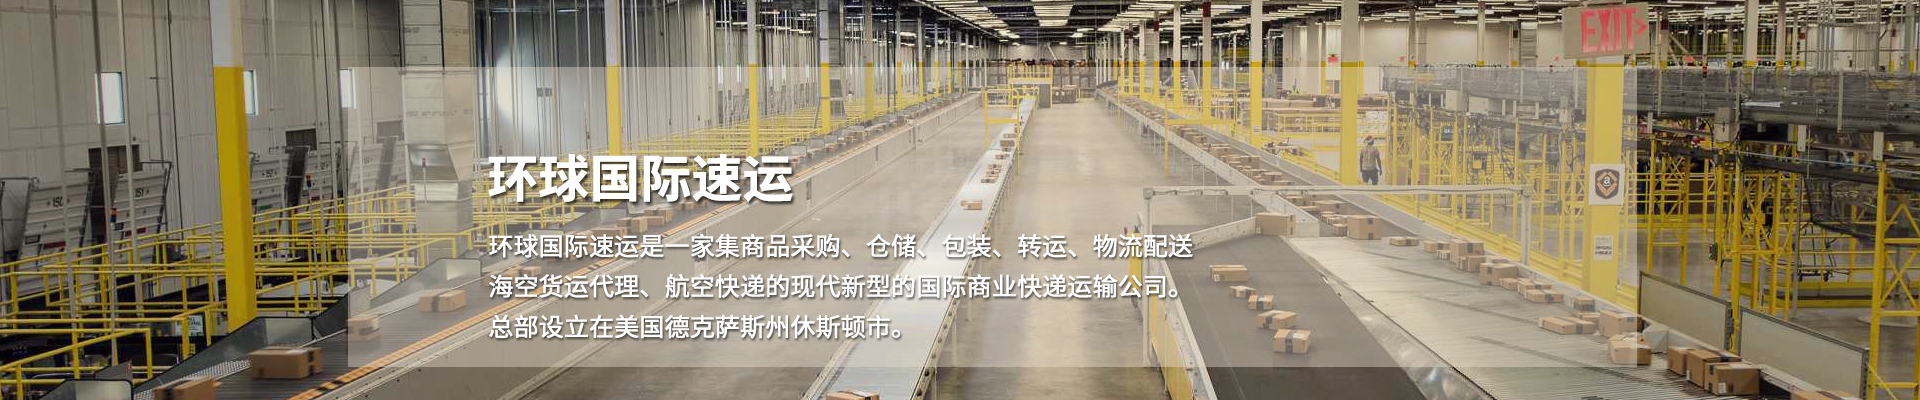 EXIT
环球国际速运
环球国际速运是一家集商品采购、仓储、包装、转运、物流配送
海空货运代理、航空快递的现代新型的国际商业快递运输公司。
总部设立在美国德克萨斯州休斯顿市。